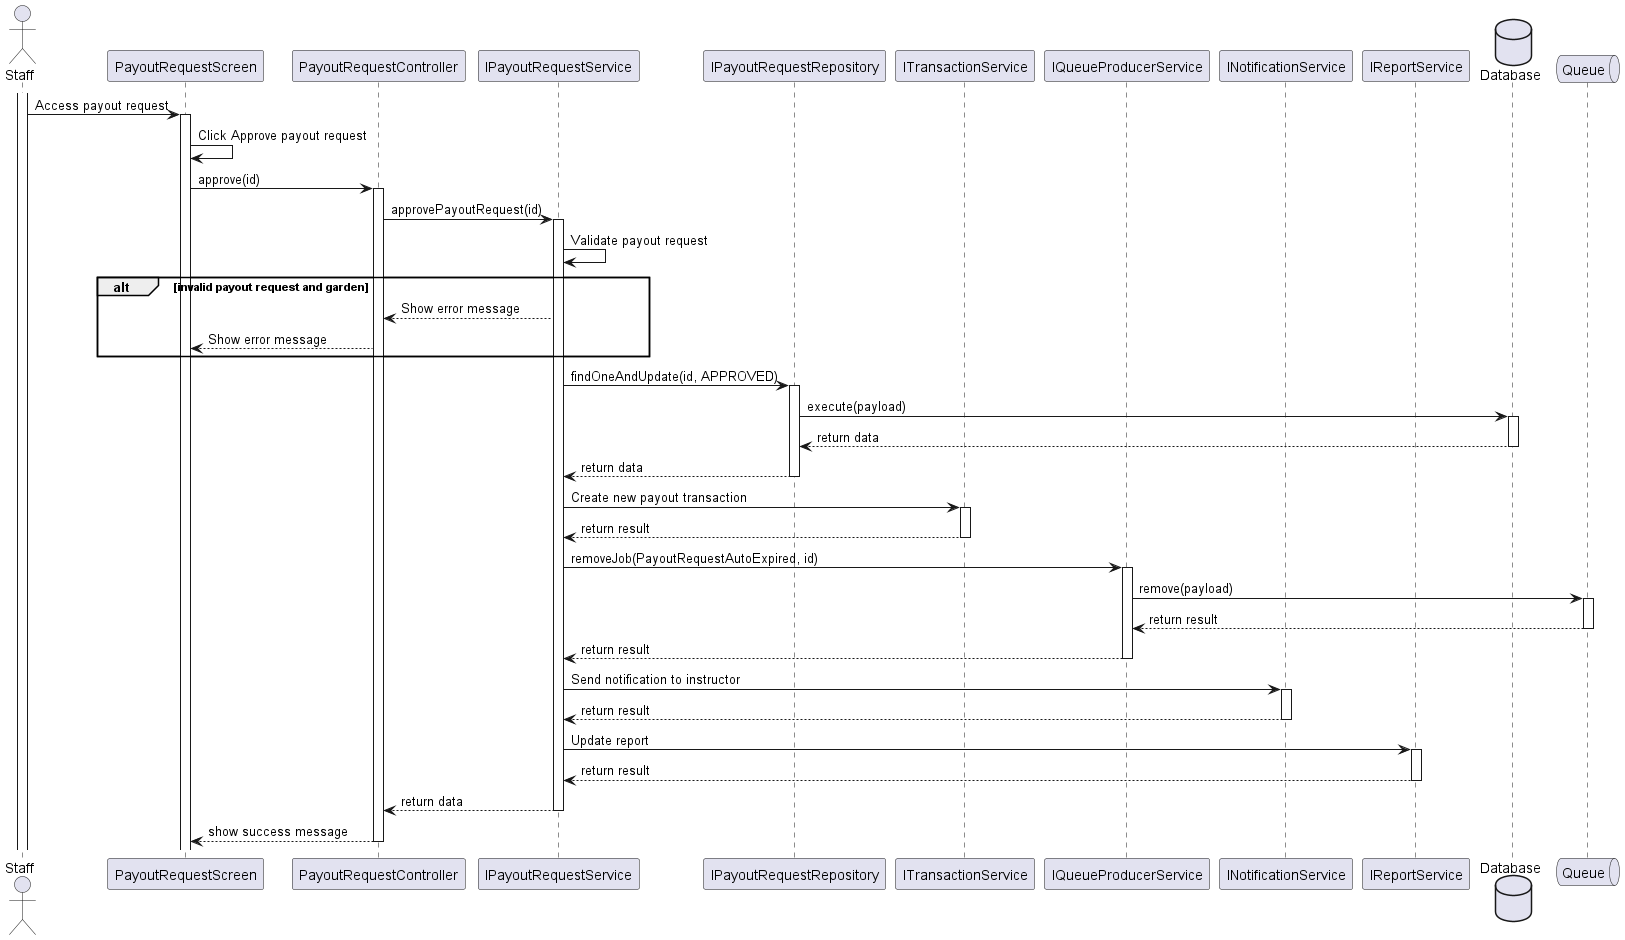 Staff
PayoutRequestScreen
PayoutRequestController
IPayoutRequestService
IPayoutRequestRepository
ITransactionService
IQueueProducerService
INotificationService
IReportService
Database
Queue
Access payout request
Click Approve payout request
approve(id)
approvePayoutRequest(id)
Validate payout request
alt [invalid payout request and garden]
Show error message
Show error message
findOneAndUpdate(id, APPROVED)
execute(payload)
return data
return data
Create new payout transaction
return result
removeJob(PayoutRequestAutoExpired, id)
remove(payload)
return result
return result
Send notification to instructor
return result
Update report
return result
return data
show success message
Staff
PayoutRequestScreen
PayoutRequestController
IPayoutRequestService
IPayoutRequestRepository
ITransactionService
IQueueProducerService
INotificationService
IReportService
Database
Queue